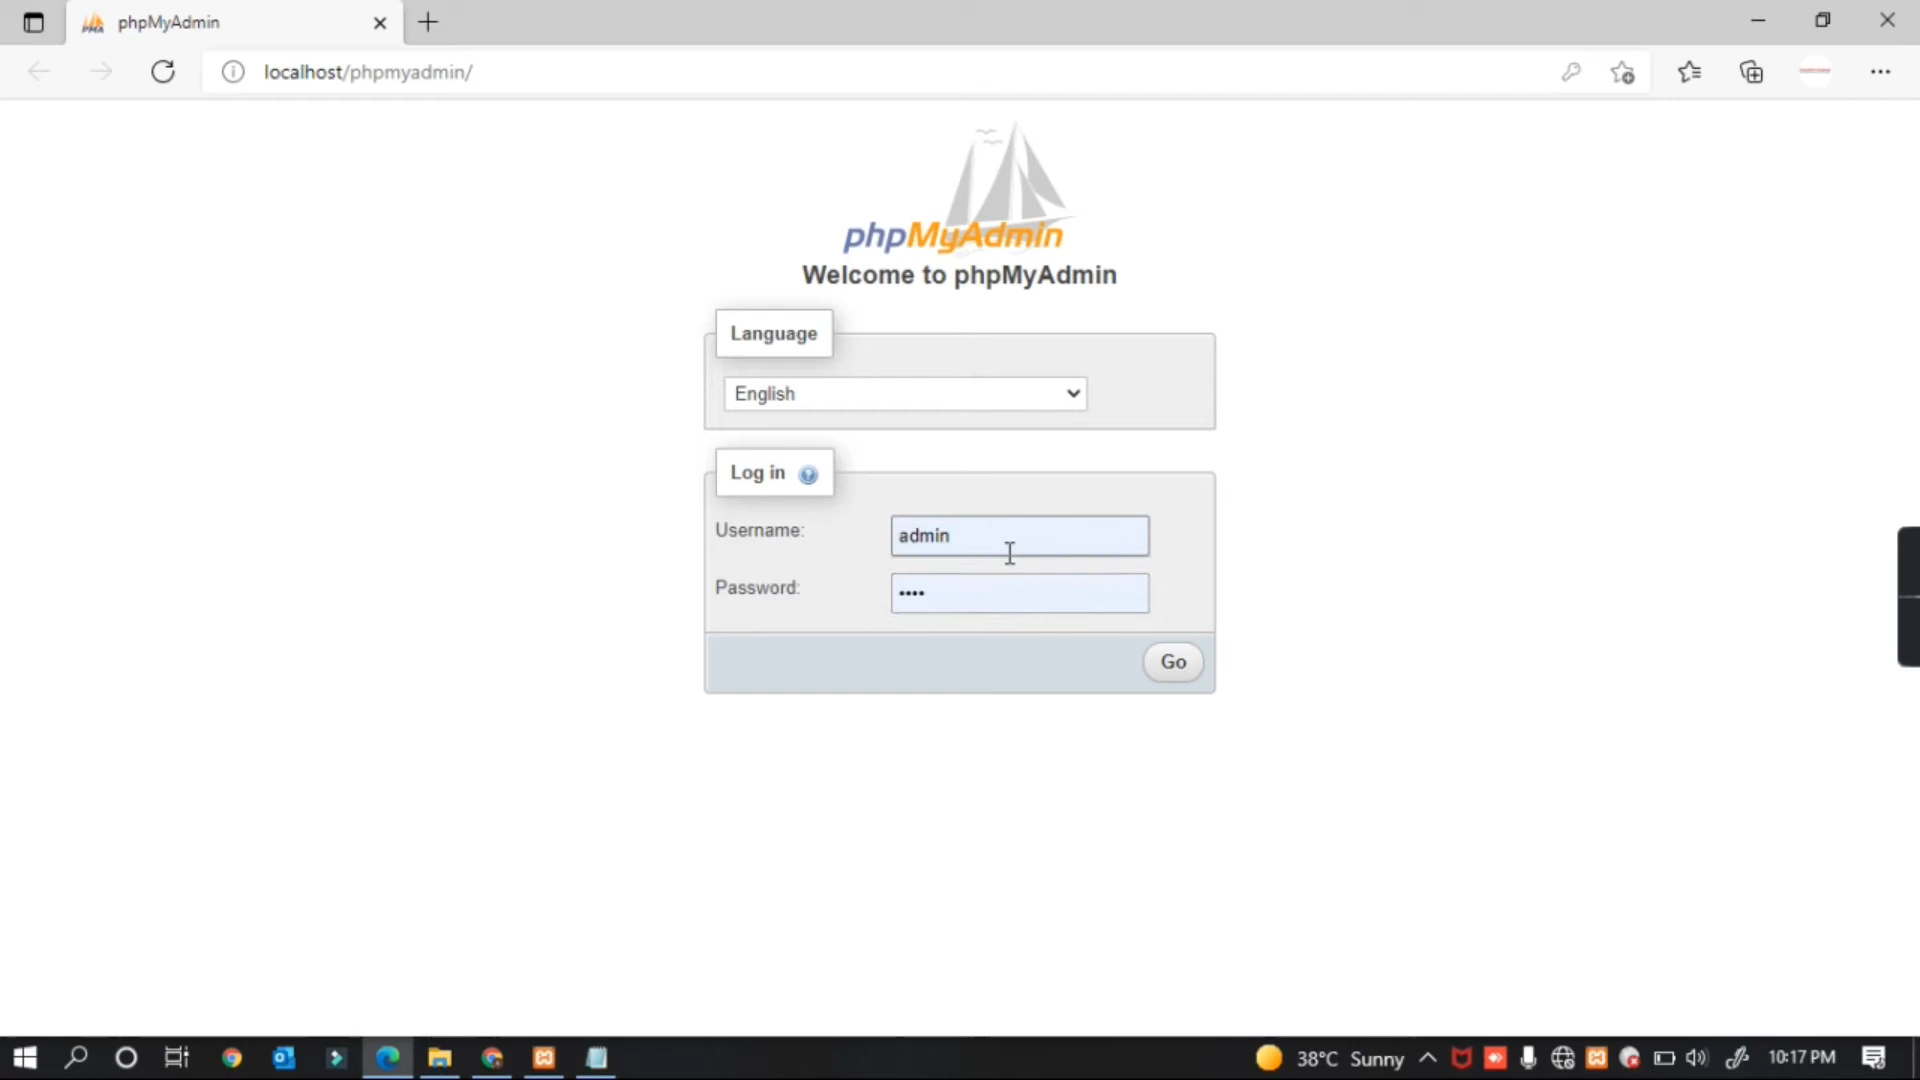 phpMyAdmin
localhost/phpmyadmin/
phpMyAdmin
Welcome to phpMyAdmin
Language
English
Log in
Username:
admin
Password:
••••
Go
38°C Sunny
10:17 PM